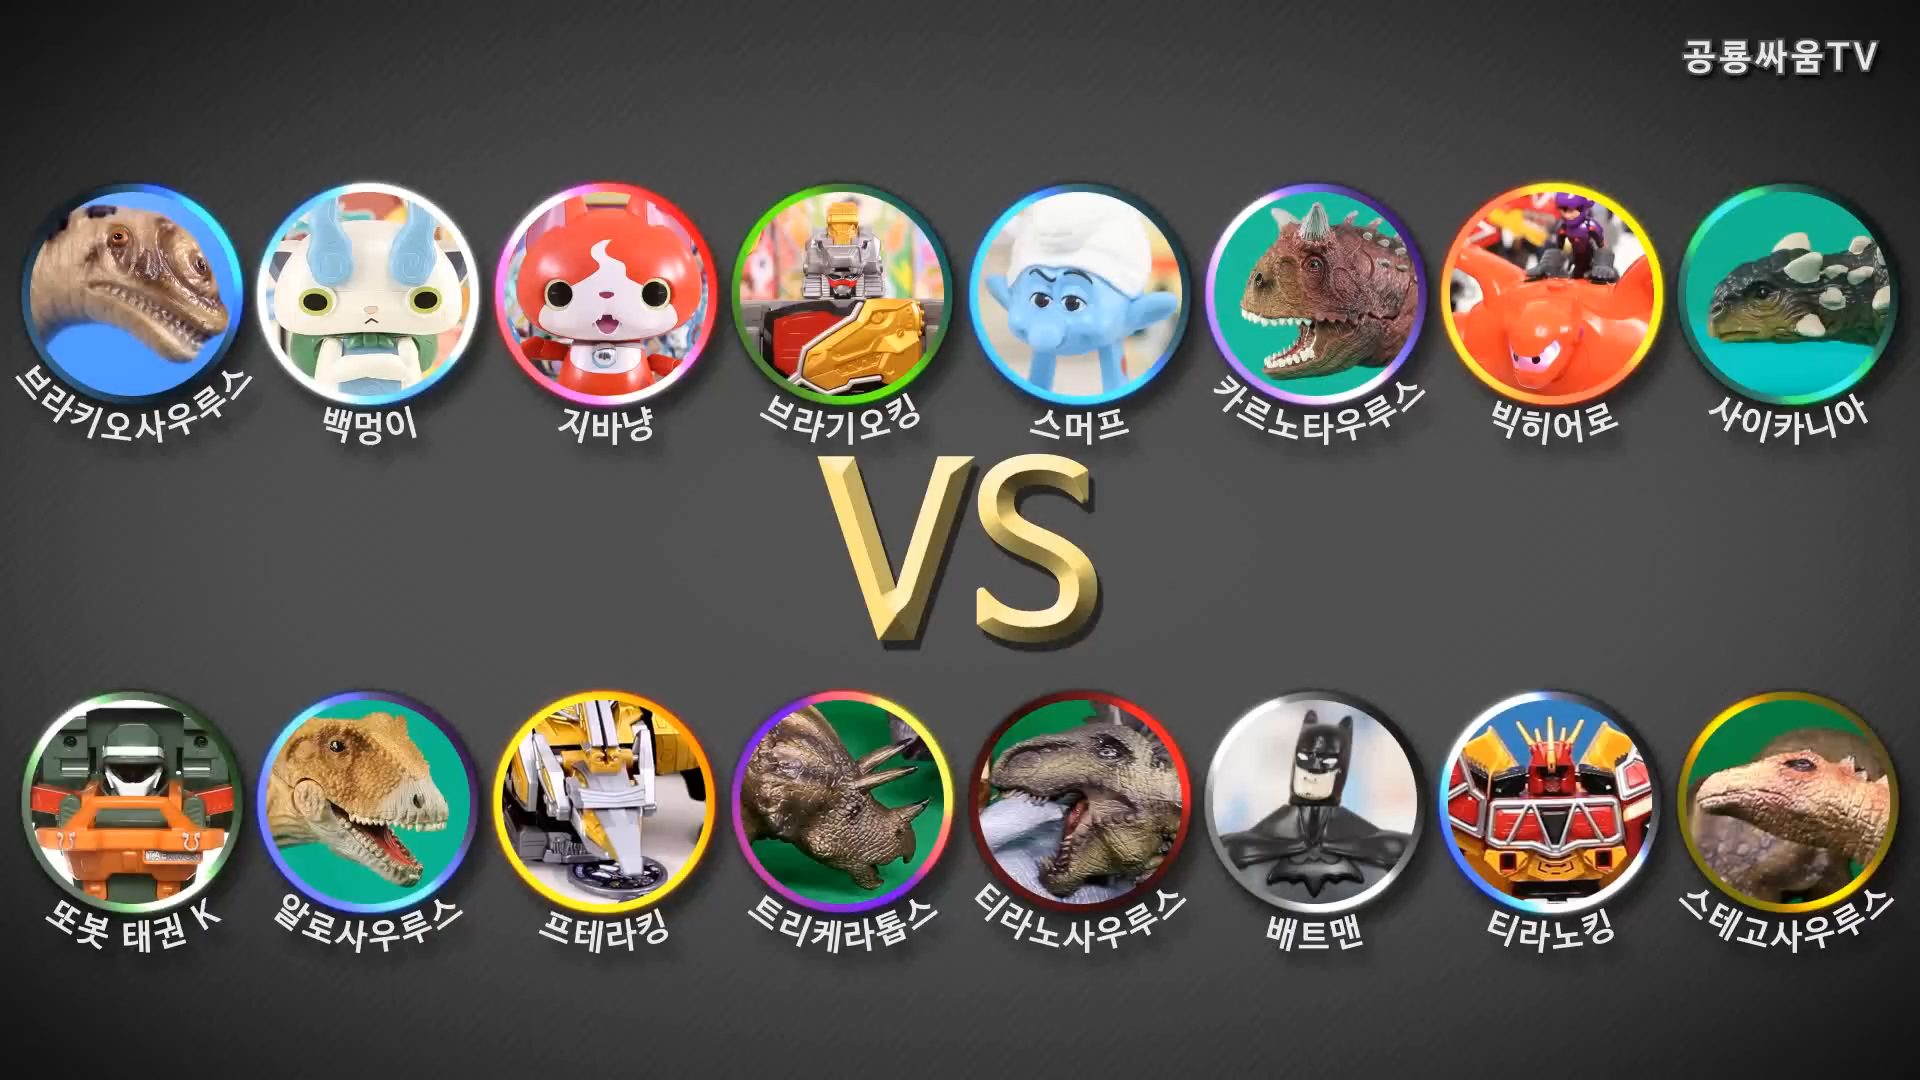 공룡싸움TV
브라키오사우루스
백멍이
지바냥
브라기오킹
스머프
카르노타우루스
빅히어로
사이카니아
VS
또봇 태권 K
알로사우루스
프테라킹
트리케라톱스
티라노사우루스
배트맨
티라노킹
스테고사우루스